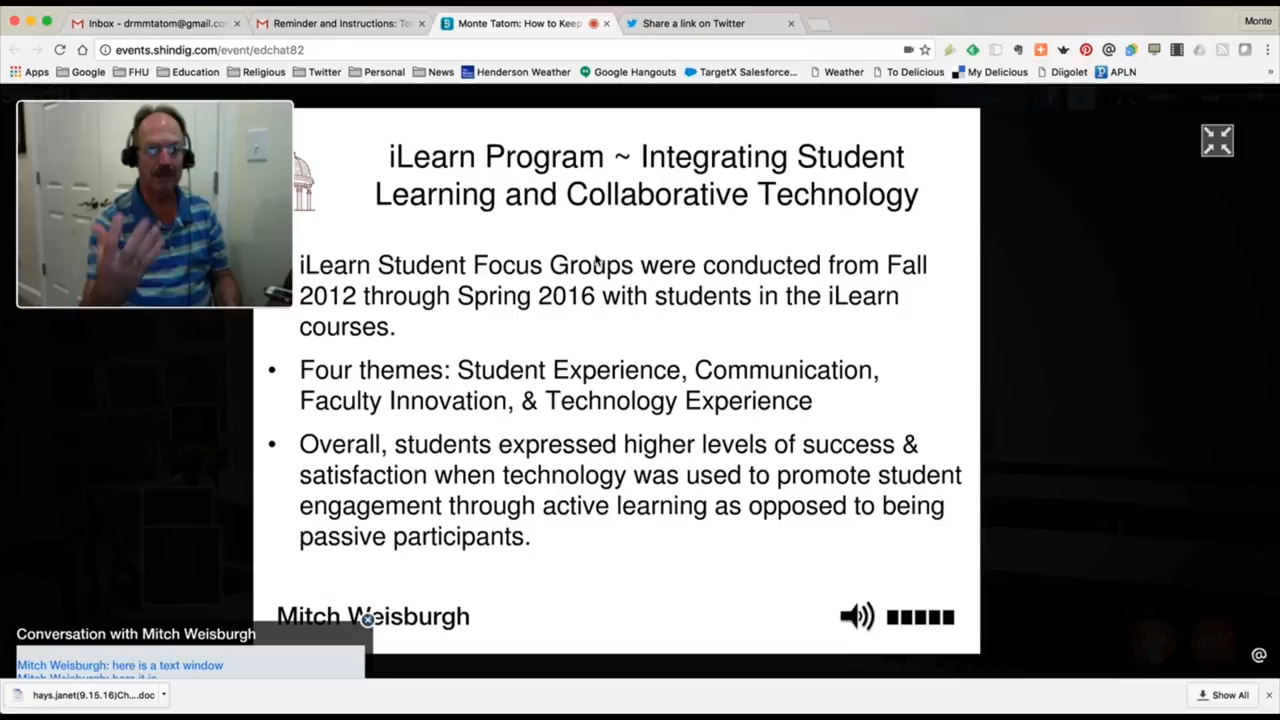 Inbox - drmmtatom@gmail.co
Reminder and Instructions: To
Monte Tatom: How to Keep
Share a link on Twitter
Monte
events.shindig.com/event/edchat82
Apps
Google
FHU
Education
Religious
Twitter
Personal
News
Henderson Weather
Google Hangouts
TargetX Salesforce...
Weather
To Delicious
My Delicious
Diigolet
APLN
»
iLearn Program ~ Integrating Student
Learning and Collaborative Technology
iLearn Student Focus Groups were conducted from Fall
2012 through Spring 2016 with students in the iLearn
courses.
• Four themes: Student Experience, Communication,
Faculty Innovation, & Technology Experience
• Overall, students expressed higher levels of success &
satisfaction when technology was used to promote student
engagement through active learning as opposed to being
passive participants.
Mitch Weisburgh
Conversation with Mitch Weisburgh
Mitch Weisburgh: here is a text window
Mitch Weisburgh: here it is
@
hays.janet(9.15.16)Ch....doc
Show All